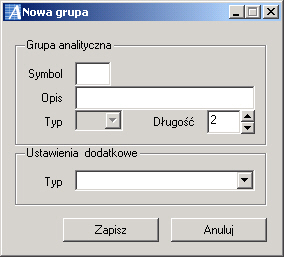 Nowa grupa
Grupa analityczna
Symbol
Opis
Typ Długość 2
Ustawienia dodatkowe
Typ
Zapisz Anuluj